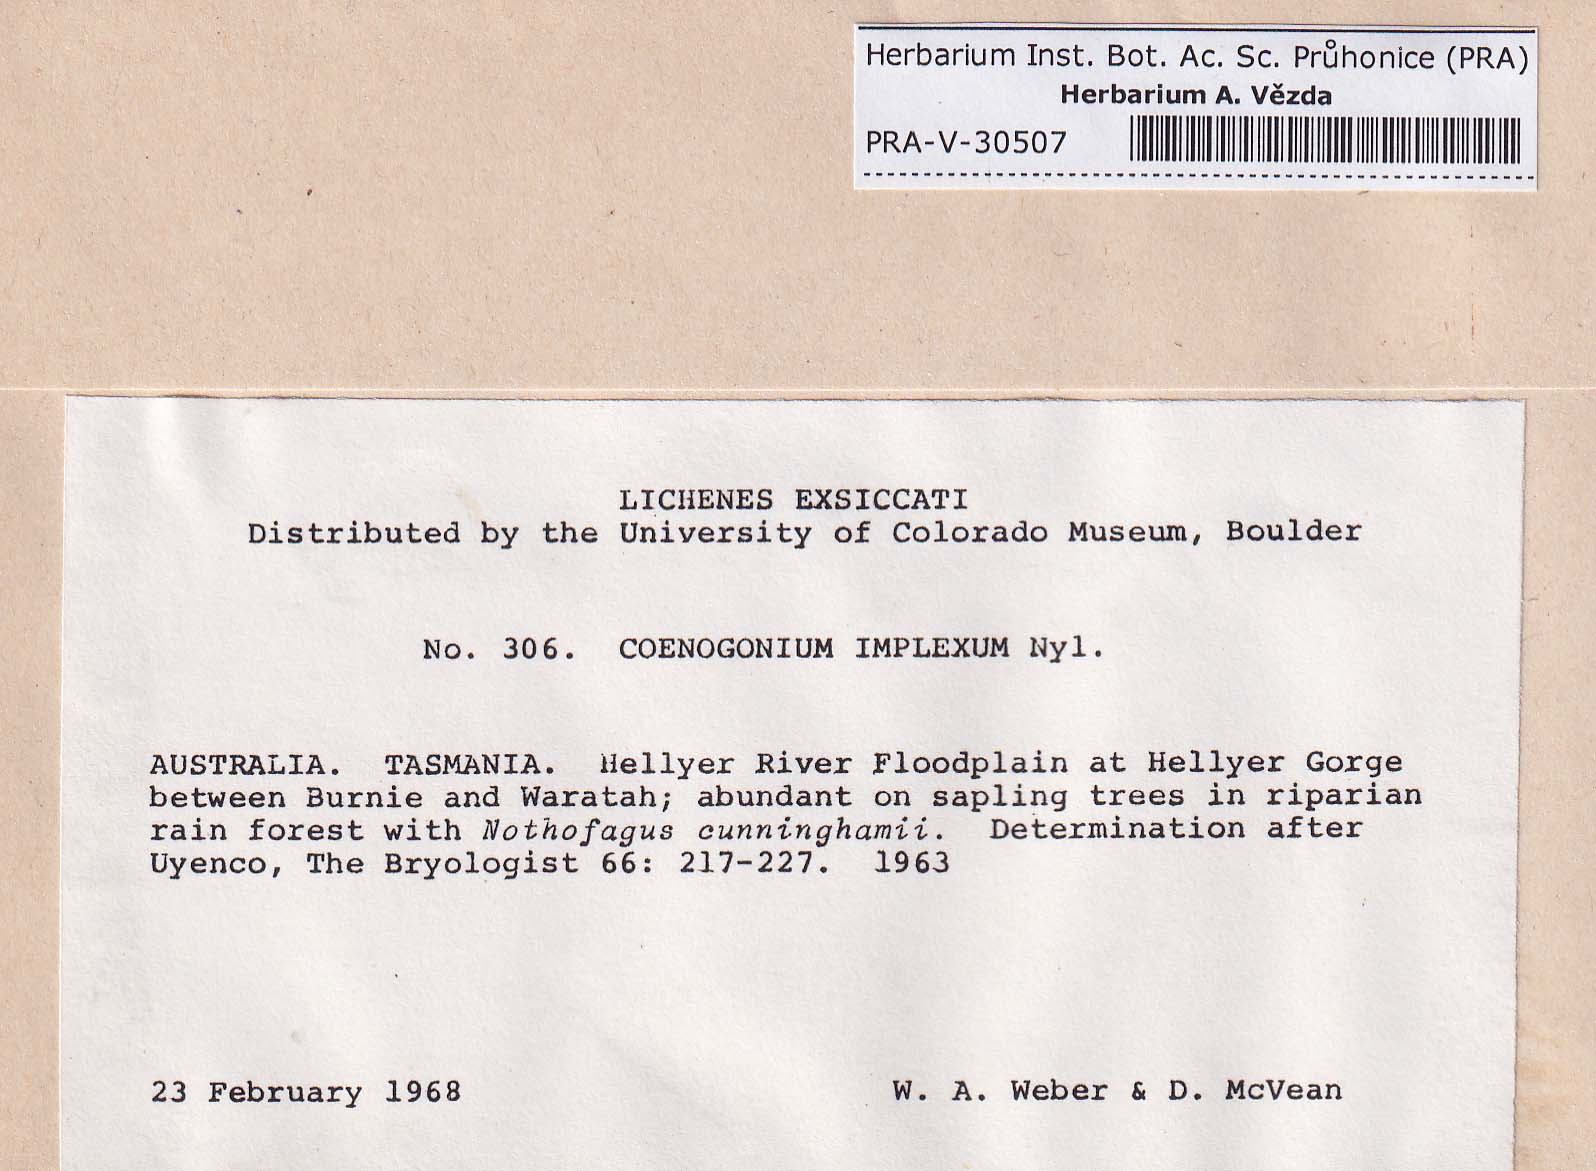 Herbarium Inst. Bot. Ac. Sc. Průhonice (PRA)
Herbarium A. Vězda
PRA-V-30507
LICHENES EXSICCATI
Distributed by the University of Colorado Museum, Boulder
No. 306. COENOGONIUM IMPLEXUM Nyl.
AUSTRALIA. TASMANIA. Hellyer River Floodplain at Hellyer Gorge
between Burnie and Waratah; abundant on sapling trees in riparian
rain forest with Nothofagus cunninghamii. Determination after
Uyenco, The Bryologist 66: 217-227. 1963
23 February 1968 W. A. Weber & D. McVean